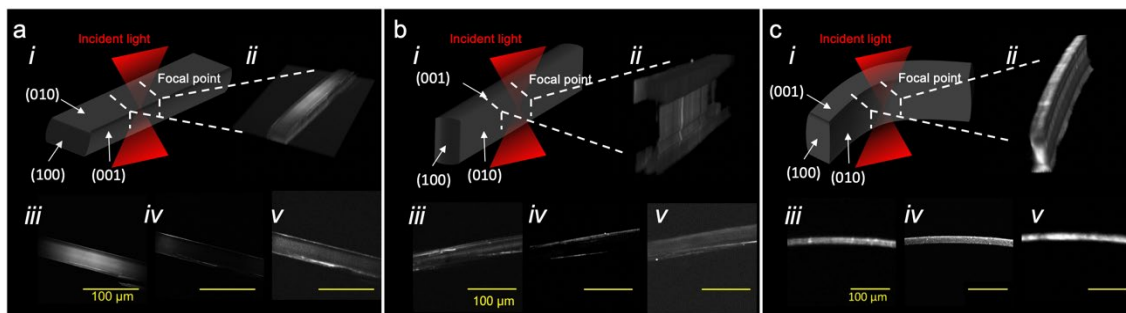 a
i
Incident light
ii
Focal point
(010)
(100)
(001)
iii
iv
v
100 µm
b
i
Incident light
ii
(001)
Focal point
(100)
(010)
iii
iv
v
100 µm
c
i
Incident light
ii
(001)
Focal point
(100)
(010)
iii
iv
v
100 µm